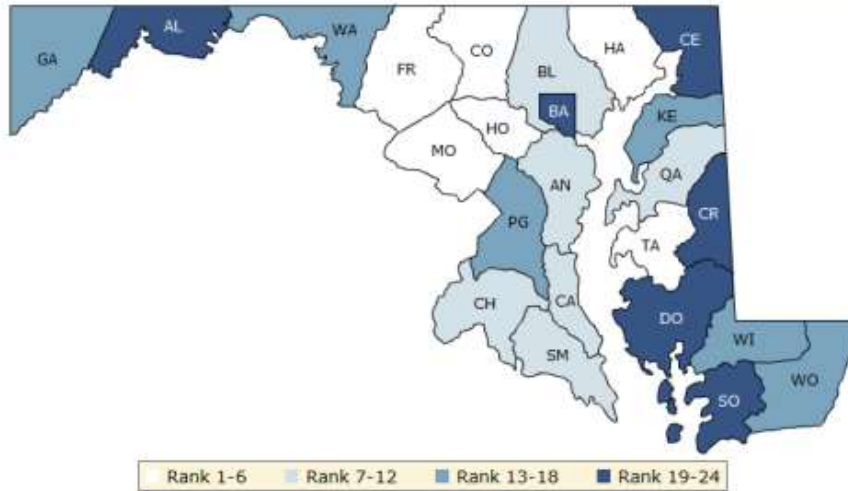 GA
AL
WA
FR
CO
BL
HA
CE
BA
KE
HO
MO
AN
QA
PG
CR
TA
CH
CA
DO
SM
WI
WO
SO
Rank 1-6 Rank 7-12 Rank 13-18 Rank 19-24